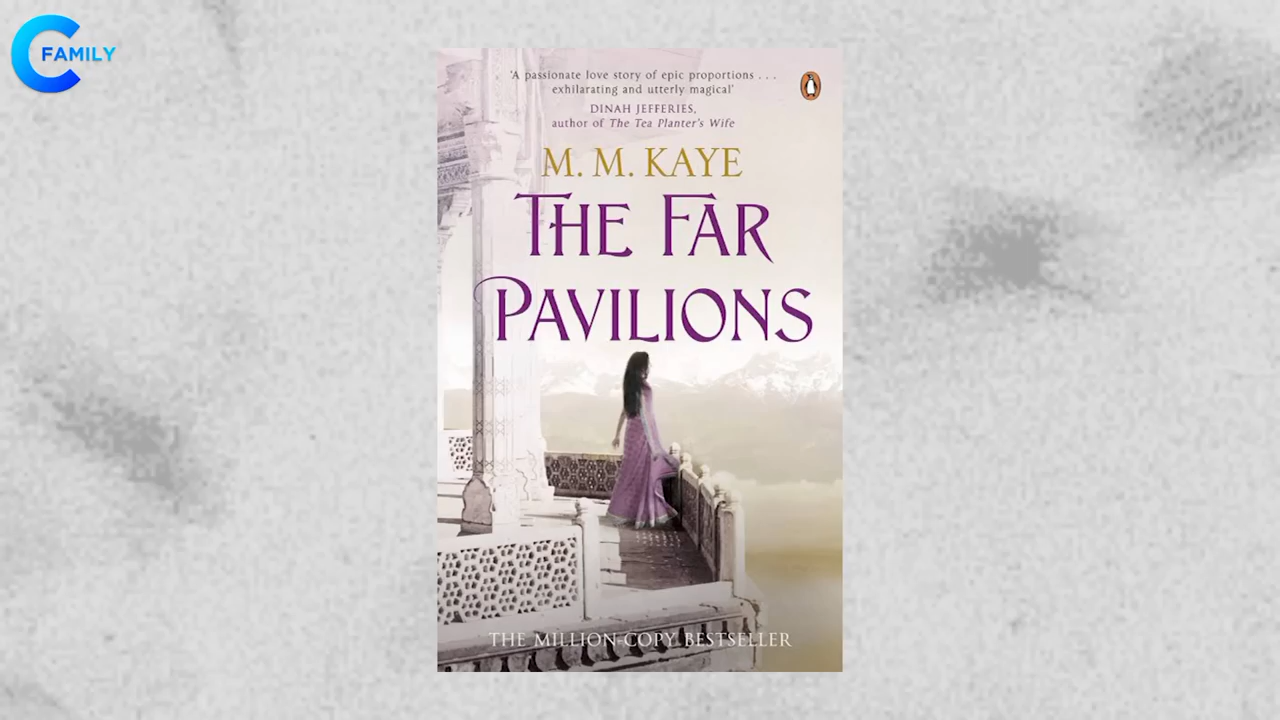 C FAMILY
'A passionate love story of epic proportions . . .
exhilarating and utterly magical'
DINAH JEFFERIES,
author of The Tea Planter's Wife
M. M. KAYE
THE FAR
PAVILIONS
THE MILLION-COPY BESTSELLER